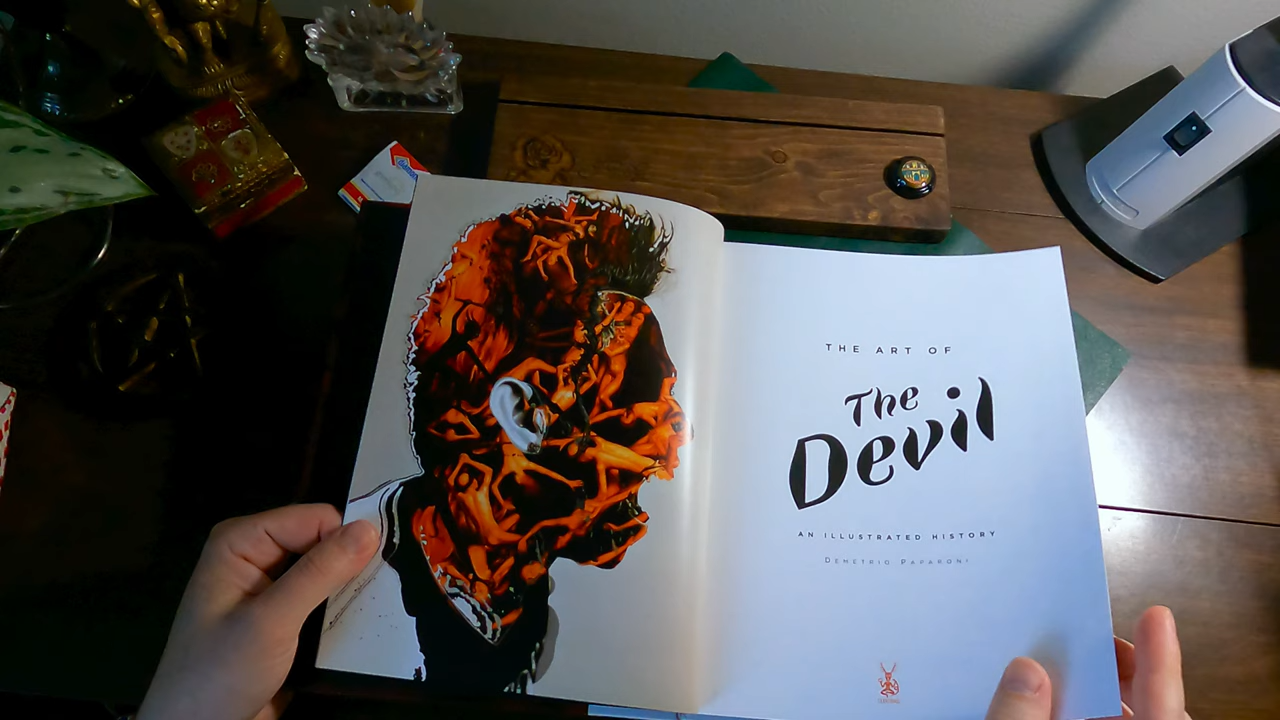 THE ART OF
The
Devil
AN ILLUSTRATED HISTORY
DEMETRIO PAPARONI